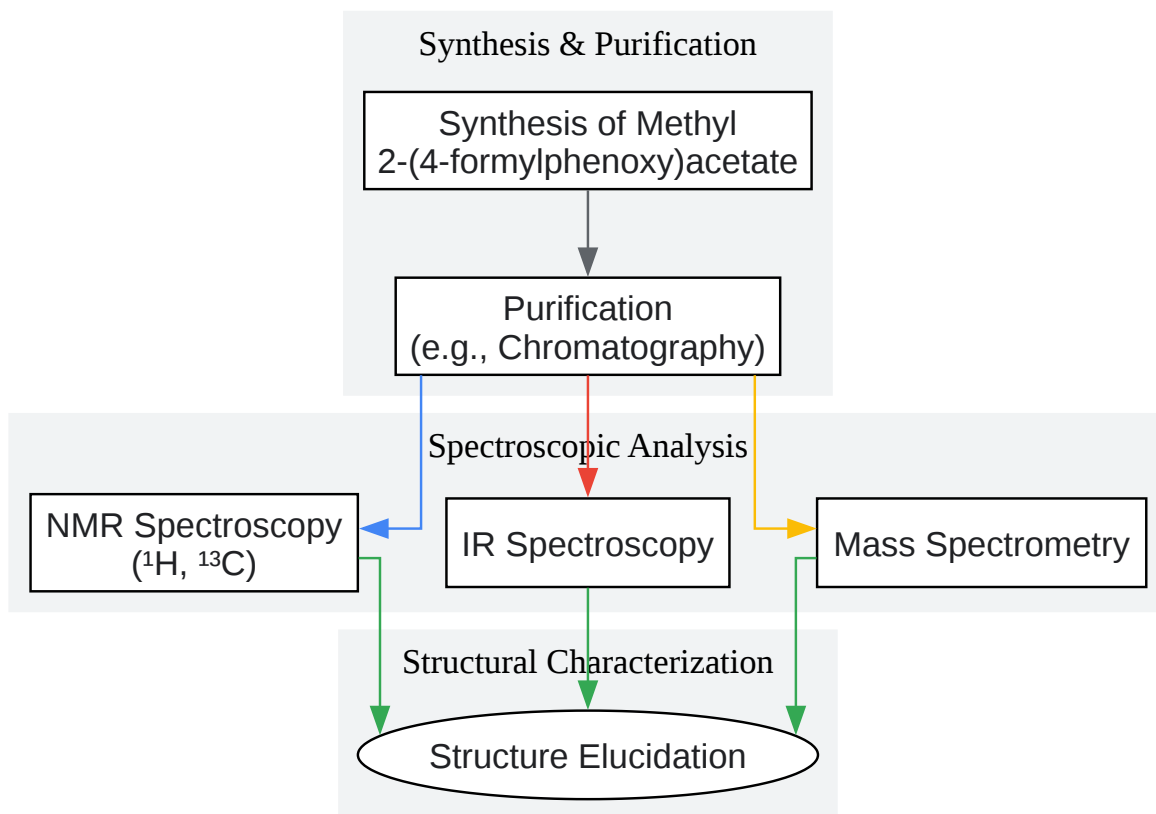 Synthesis & Purification
Synthesis of Methyl
2-(4-formylphenoxy)acetate
Purification
(e.g., Chromatography)
Spectroscopic Analysis
NMR Spectroscopy
(¹H, ¹³C)
IR Spectroscopy
Mass Spectrometry
Structural Characterization
Structure Elucidation